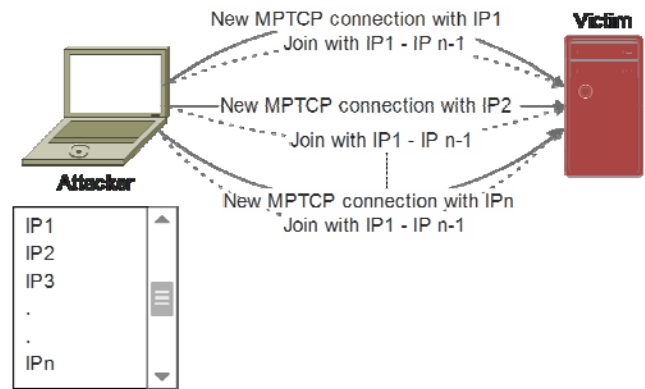 New MPTCP connection with IP1
Victim
Join with IP1 - IP n-1
New MPTCP connection with IP2
Join with IP1 - IP n-1
Attacker
New MPTCP connection with IPn
Join with IP1 - IP n-1
IP1
IP2
IP3
.
.
IPn